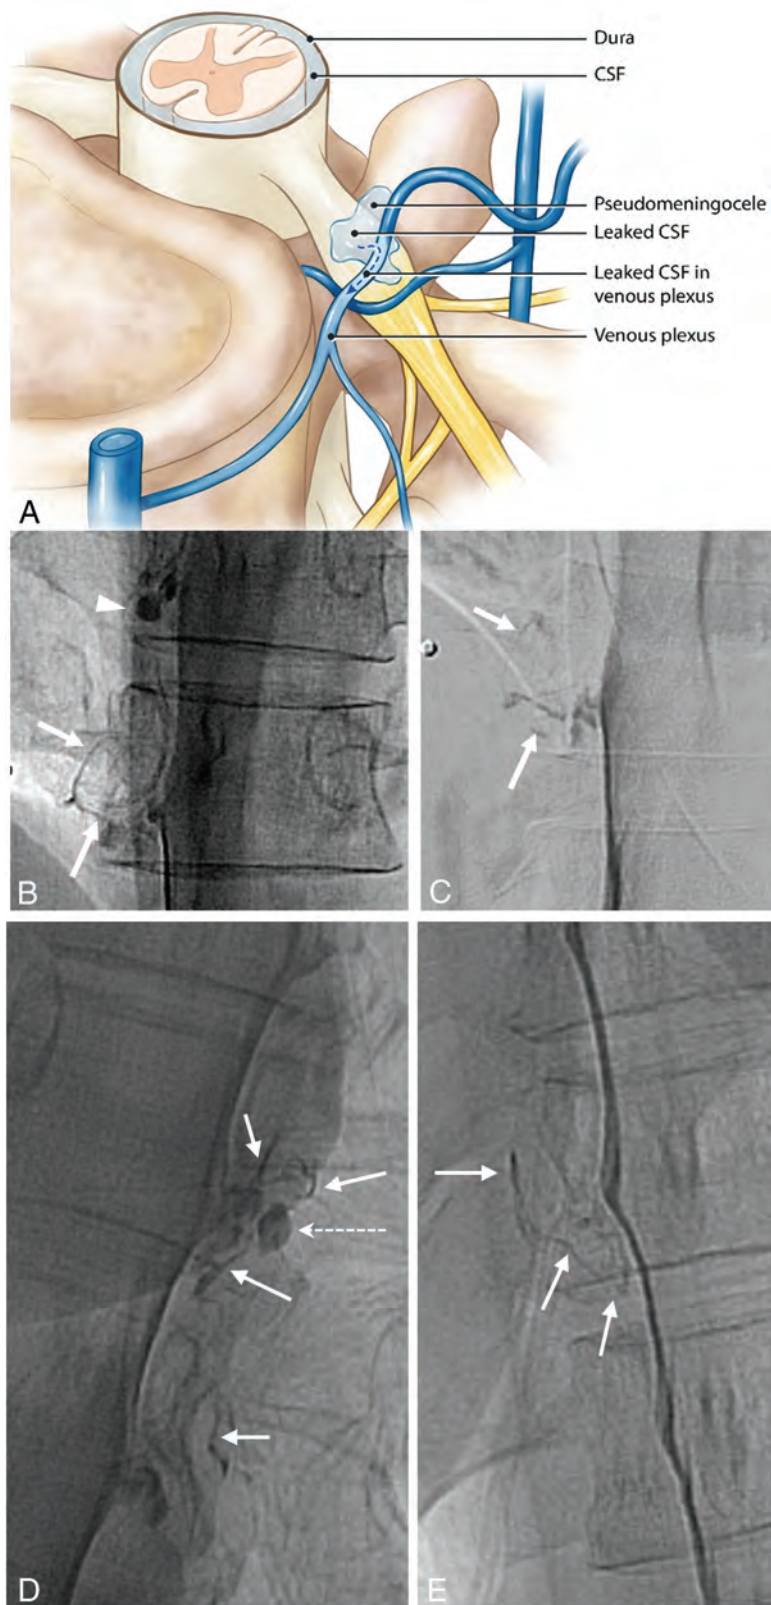 Dura
CSF
Pseudomeningocele
Leaked CSF
Leaked CSF in
venous plexus
Venous plexus
A
B
C
D
E